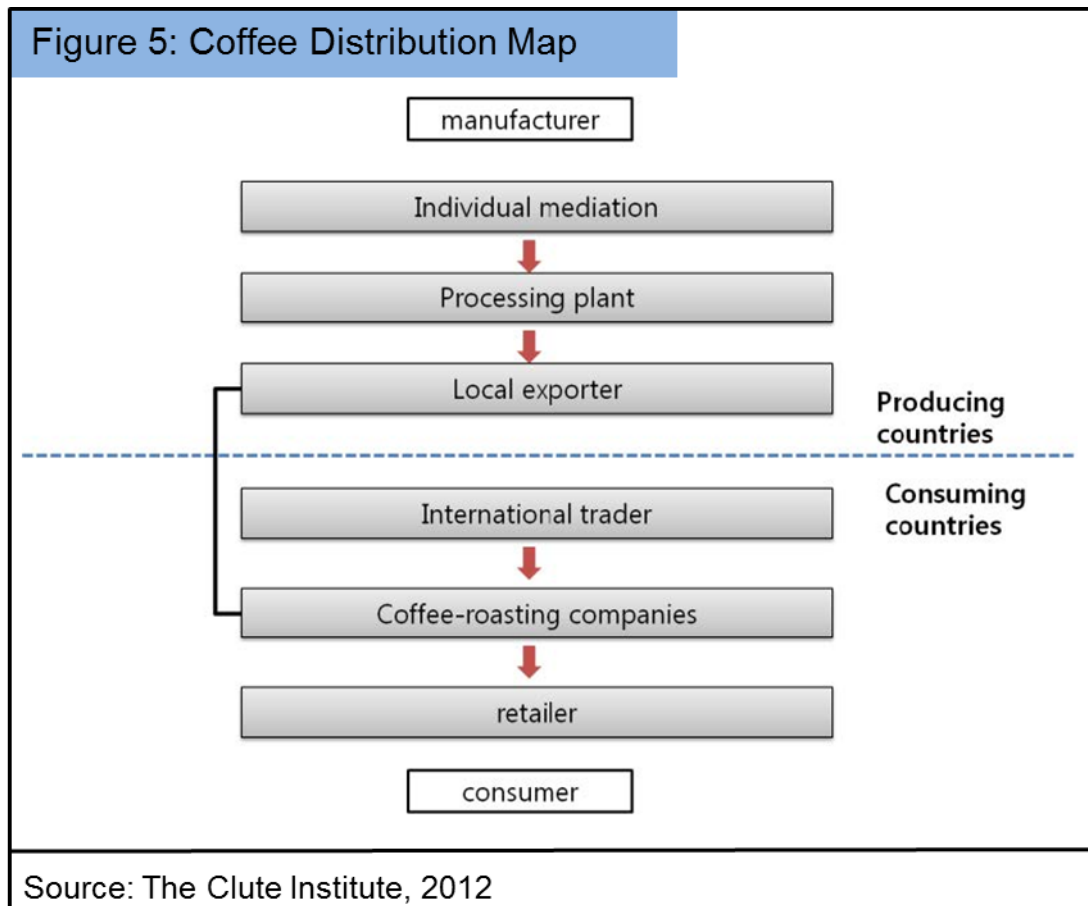 Figure 5: Coffee Distribution Map
manufacturer
Individual mediation
Processing plant
Local exporter
Producing
countries
Consuming
countries
International trader
Coffee-roasting companies
retailer
consumer
Source: The Clute Institute, 2012